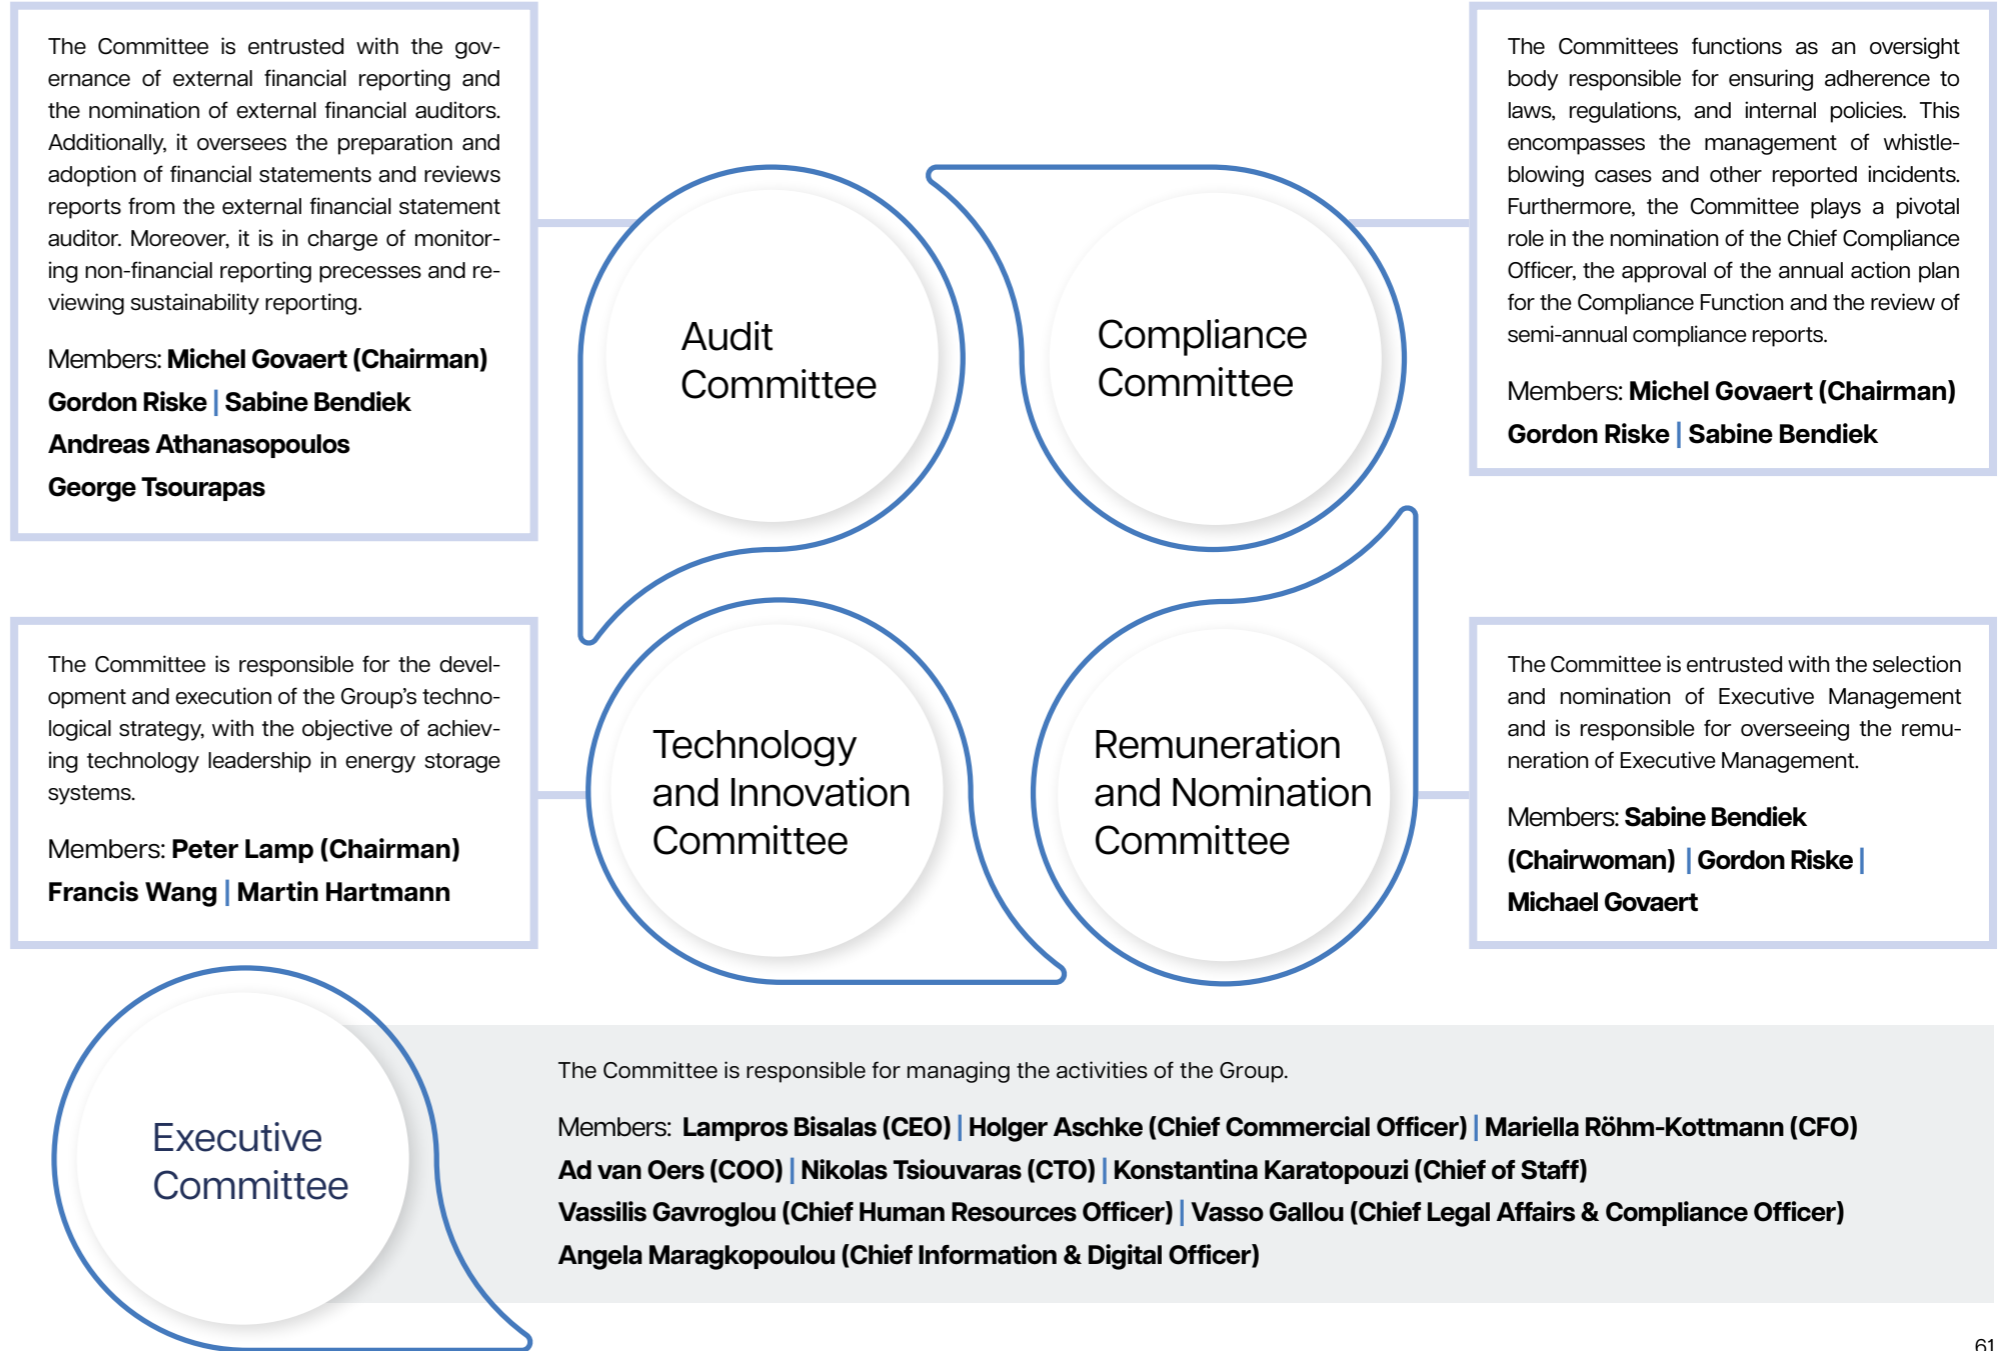 The Committee is entrusted with the gov-
ernance of external financial reporting and
the nomination of external financial auditors.
Additionally, it oversees the preparation and
adoption of financial statements and reviews
reports from the external financial statement
auditor. Moreover, it is in charge of monitor-
ing non-financial reporting precesses and re-
viewing sustainability reporting.
Members: Michel Govaert (Chairman)
Gordon Riske | Sabine Bendiek
Andreas Athanasopoulos
George Tsourapas
Audit
Committee
Compliance
Committee
The Committees functions as an oversight
body responsible for ensuring adherence to
laws, regulations, and internal policies. This
encompasses the management of whistle-
blowing cases and other reported incidents.
Furthermore, the Committee plays a pivotal
role in the nomination of the Chief Compliance
Officer, the approval of the annual action plan
for the Compliance Function and the review of
semi-annual compliance reports.
Members: Michel Govaert (Chairman)
Gordon Riske | Sabine Bendiek
The Committee is responsible for the devel-
opment and execution of the Group's techno-
logical strategy, with the objective of achiev-
ing technology leadership in energy storage
systems.
Members: Peter Lamp (Chairman)
Francis Wang | Martin Hartmann
Technology
and Innovation
Committee
Remuneration
and Nomination
Committee
The Committee is entrusted with the selection
and nomination of Executive Management
and is responsible for overseeing the remu-
neration of Executive Management.
Members: Sabine Bendiek
(Chairwoman) | Gordon Riske |
Michael Govaert
Executive
Committee
The Committee is responsible for managing the activities of the Group.
Members: Lampros Bisalas (CEO) | Holger Aschke (Chief Commercial Officer) | Mariella Röhm-Kottmann (CFO)
Ad van Oers (COO) | Nikolas Tsiouvaras (CTO) | Konstantina Karatopouzi (Chief of Staff)
Vassilis Gavroglou (Chief Human Resources Officer) | Vasso Gallou (Chief Legal Affairs & Compliance Officer)
Angela Maragkopoulou (Chief Information & Digital Officer)
61